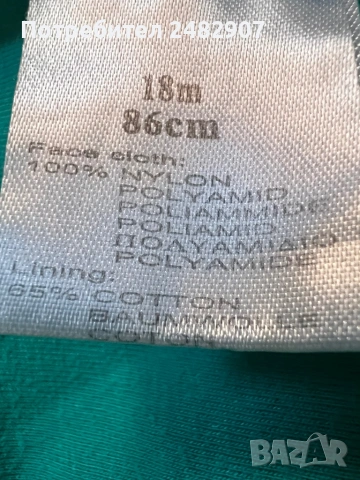 Потребител 2482907
18m
86cm
Face cloth:
100% NYLON
POLYAMID
POLIAMMIDE
POLIAMID
ΠΟΛΥΑΜΙΔΙΟ
POLYAMIDE
Lining:
65% COTTON
BAUMWOLLE
COTON
BAZAR
bg